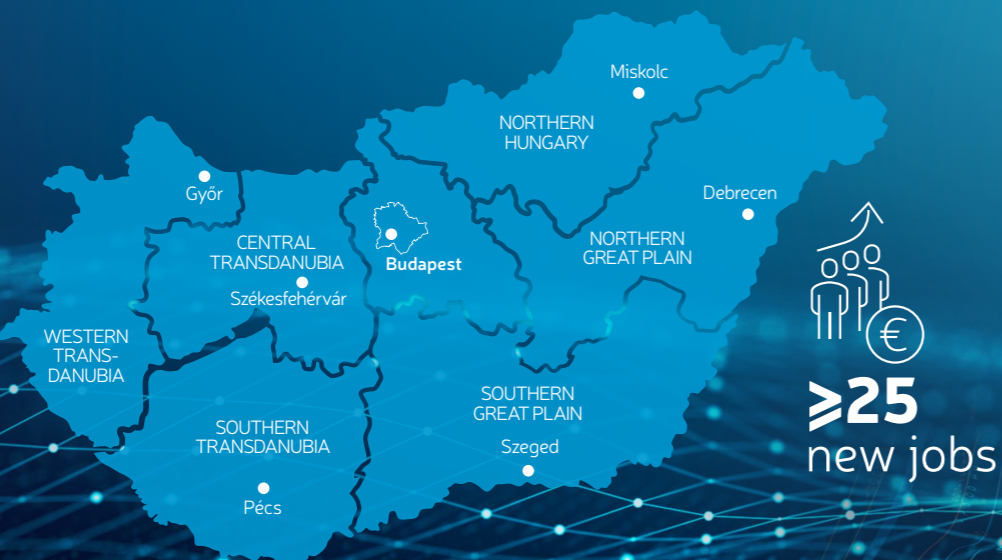 Miskolc
NORTHERN
HUNGARY
Győr
Debrecen
CENTRAL
TRANSDANUBIA
Székesfehérvár
Budapest
NORTHERN
GREAT PLAIN
WESTERN
TRANS-
DANUBIA
SOUTHERN
TRANSDANUBIA
Pécs
SOUTHERN
GREAT PLAIN
Szeged
€
≥25
new jobs